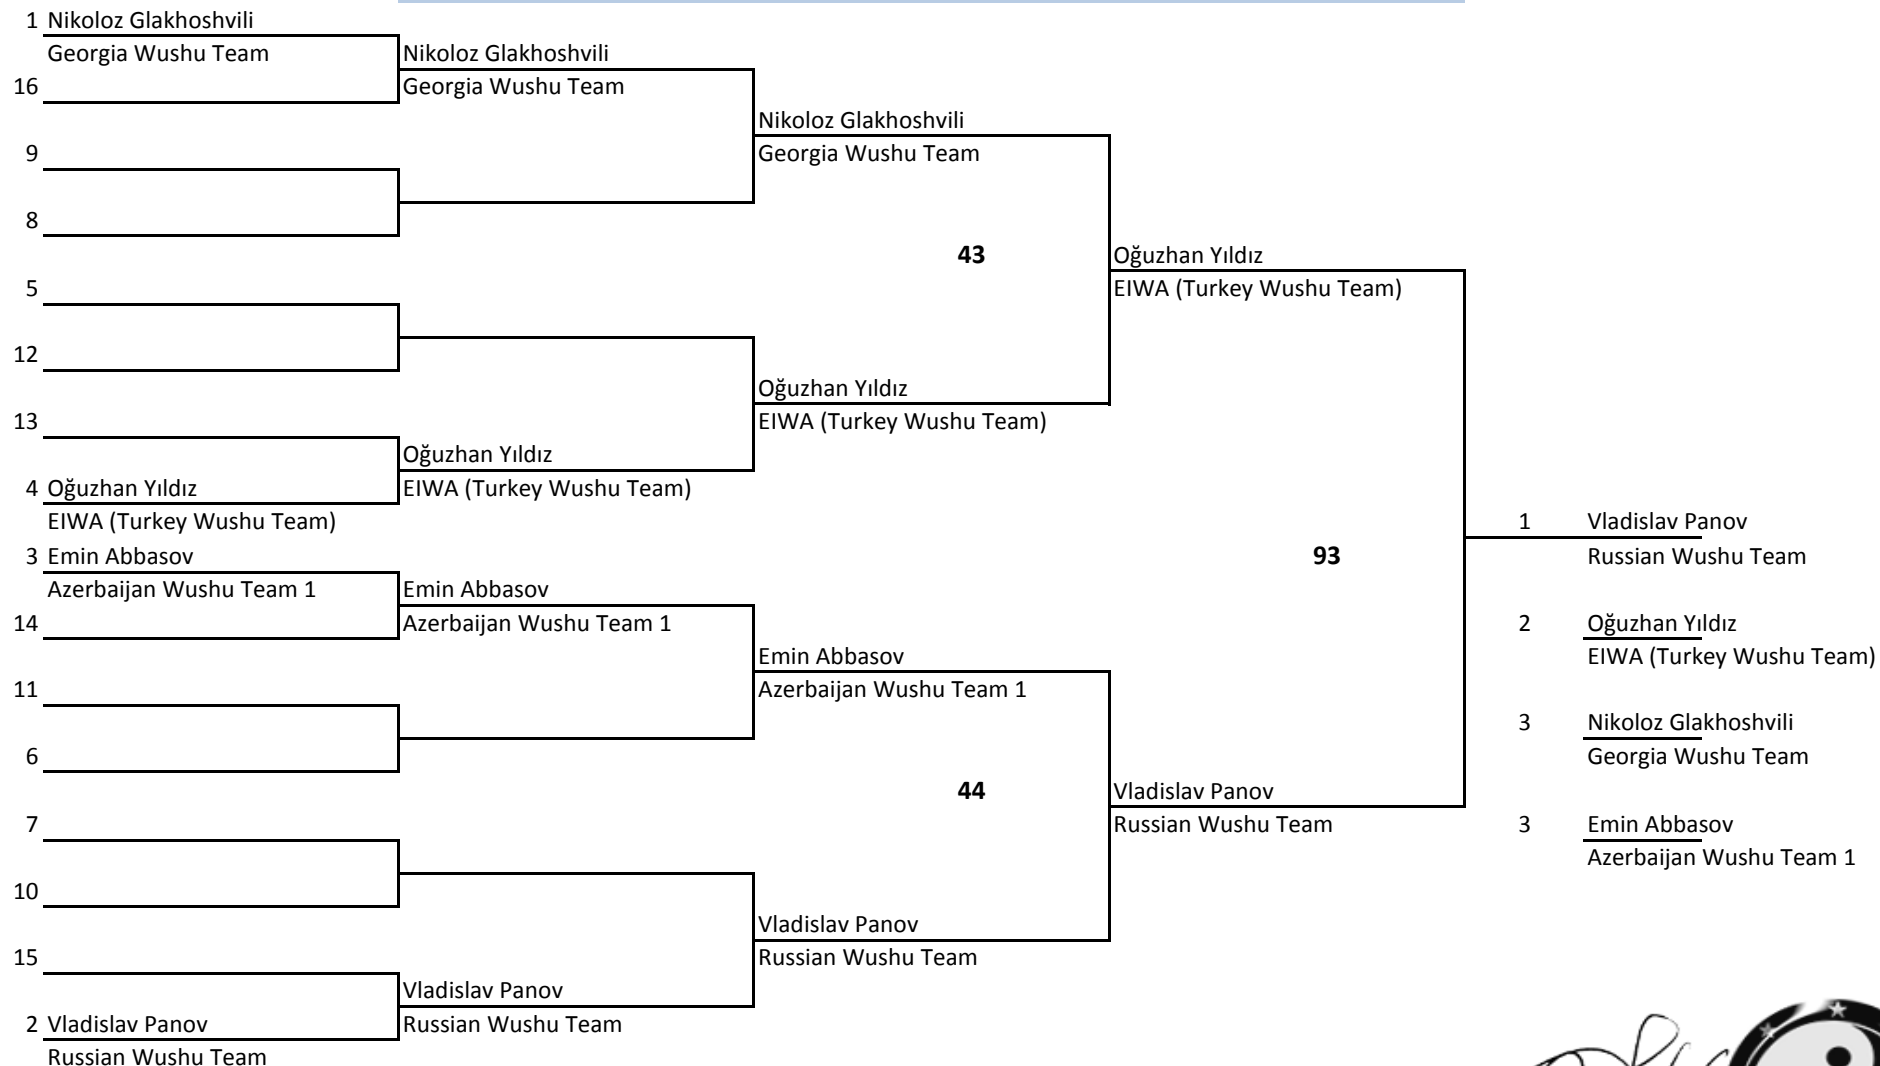 1 Nikoloz Glakhoshvili
Georgia Wushu Team
Nikoloz Glakhoshvili
16
Georgia Wushu Team
Nikoloz Glakhoshvili
9
Georgia Wushu Team
8
43
Oğuzhan Yıldız
5
EIWA (Turkey Wushu Team)
12
Oğuzhan Yıldız
13
EIWA (Turkey Wushu Team)
Oğuzhan Yıldız
4 Oğuzhan Yıldız
EIWA (Turkey Wushu Team)
EIWA (Turkey Wushu Team)
1 Vladislav Panov
3 Emin Abbasov
93
Russian Wushu Team
Azerbaijan Wushu Team 1
Emin Abbasov
14
Azerbaijan Wushu Team 1
2 Oğuzhan Yıldız
Emin Abbasov
EIWA (Turkey Wushu Team)
11
Azerbaijan Wushu Team 1
3 Nikoloz Glakhoshvili
6
Georgia Wushu Team
44
Vladislav Panov
7
Russian Wushu Team
3 Emin Abbasov
Azerbaijan Wushu Team 1
10
Vladislav Panov
15
Russian Wushu Team
Vladislav Panov
2 Vladislav Panov
Russian Wushu Team
Russian Wushu Team